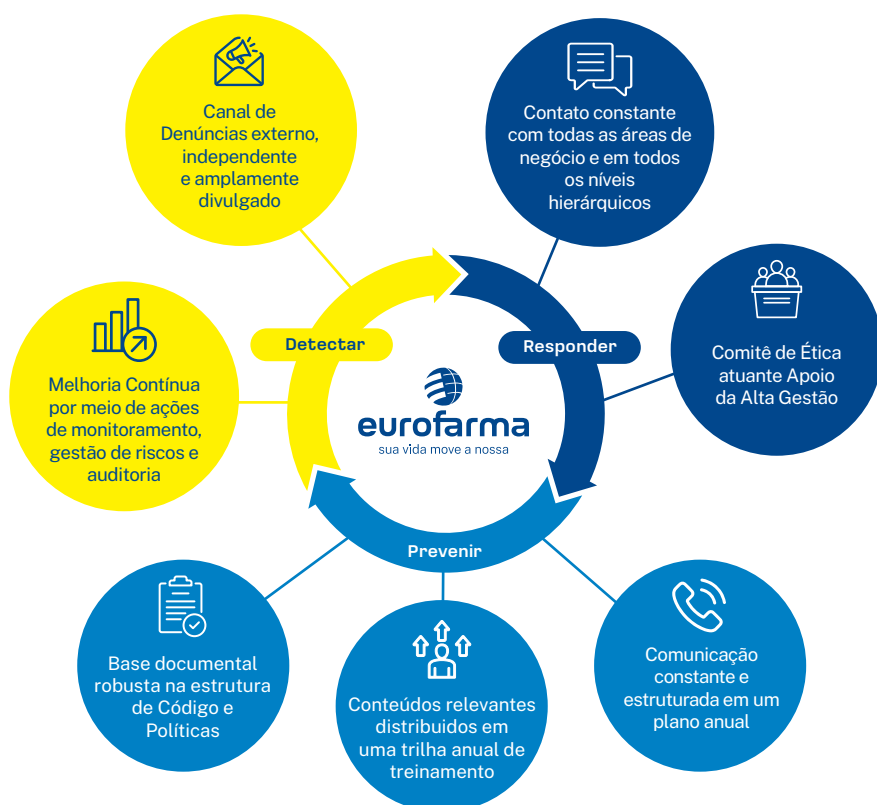 Canal de
Denúncias externo,
independente
e amplamente
divulgado
Contato constante
com todas as áreas de
negócio e em todos
os níveis
hierárquicos
Detectar
Responder
Melhoria Contínua
por meio de ações
de monitoramento,
gestão de riscos e
auditoria
eurofarma
sua vida move a nossa
Comitê de Ética
atuante Apoio
da Alta Gestão
Prevenir
Base documental
robusta na estrutura
de Código e
Políticas
Conteúdos relevantes
distribuidos em
uma trilha anual de
treinamento
Comunicação
constante e
estruturada em um
plano anual